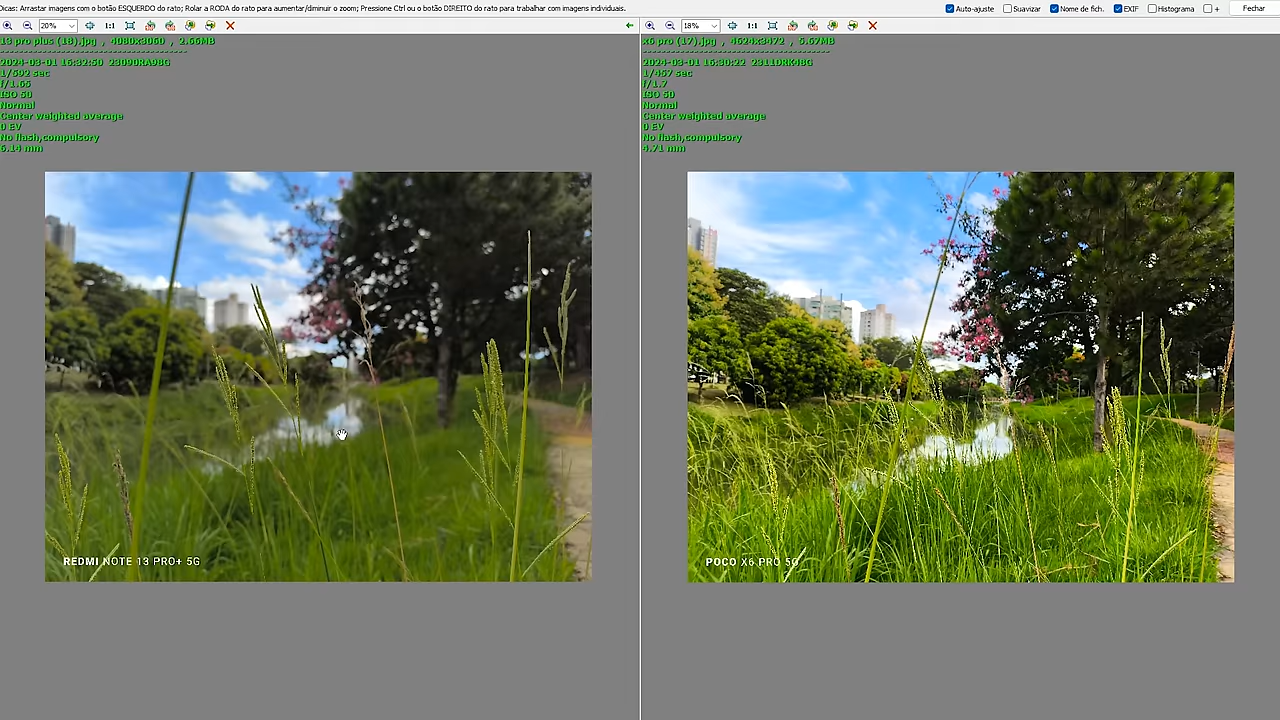 Dicas: Arrastar imagens com o botão ESQUERDO do rato; Rolar a RODA do rato para aumentar/diminuir o zoom; Pressione Ctrl ou o botão DIREITO do rato para trabalhar com imagens individuais.
Auto-ajuste Suavizar Nome de fich. EXIF Histograma + Fechar
20% 1:1
18% 1:1
13 pro plus (18).jpg , 4080x3060 , 2.66MB
2024-03-01 16:32:50 23090RA98G
1/592 sec
f/1.65
ISO 50
Normal
Center weighted average
0 EV
No flash,compulsory
6.14 mm
x6 pro (17).jpg , 4624x3472 , 5.67MB
2024-03-01 16:30:22 2311DRK48G
1/457 sec
f/1.7
ISO 50
Normal
Center weighted average
0 EV
No flash,compulsory
4.71 mm
REDMI NOTE 13 PRO+ 5G
POCO X6 PRO 5G